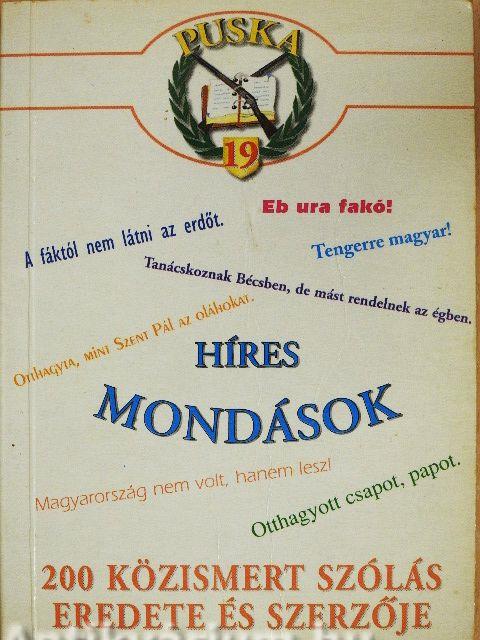 PUSKA
19
Eb ura fakó!
A fáktól nem látni az erdőt.
Tengerre magyar!
Tanácskoznak Bécsben, de mást rendelnek az égben.
Otthagyta, mint Szent Pál az oláhokat.
HÍRES
MONDÁSOK
Magyarország nem volt, hanem lesz!
Otthagyott csapot, papot.
200 KÖZISMERT SZÓLÁS
EREDETE ÉS SZERZŐJE